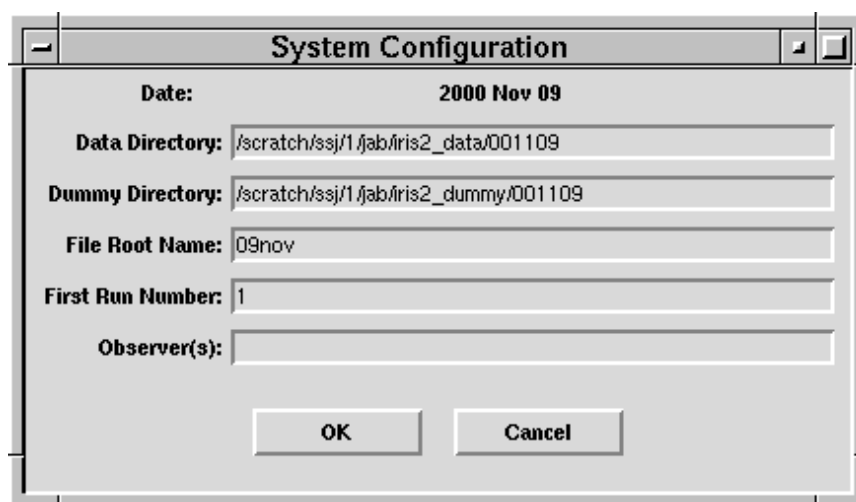 System Configuration
Date: 2000 Nov 09
Data Directory: /scratch/ssj/1/jab/iris2_data/001109
Dummy Directory: /scratch/ssj/1/jab/iris2_dummy/001109
File Root Name: 09nov
First Run Number: 1
Observer(s):
OK Cancel